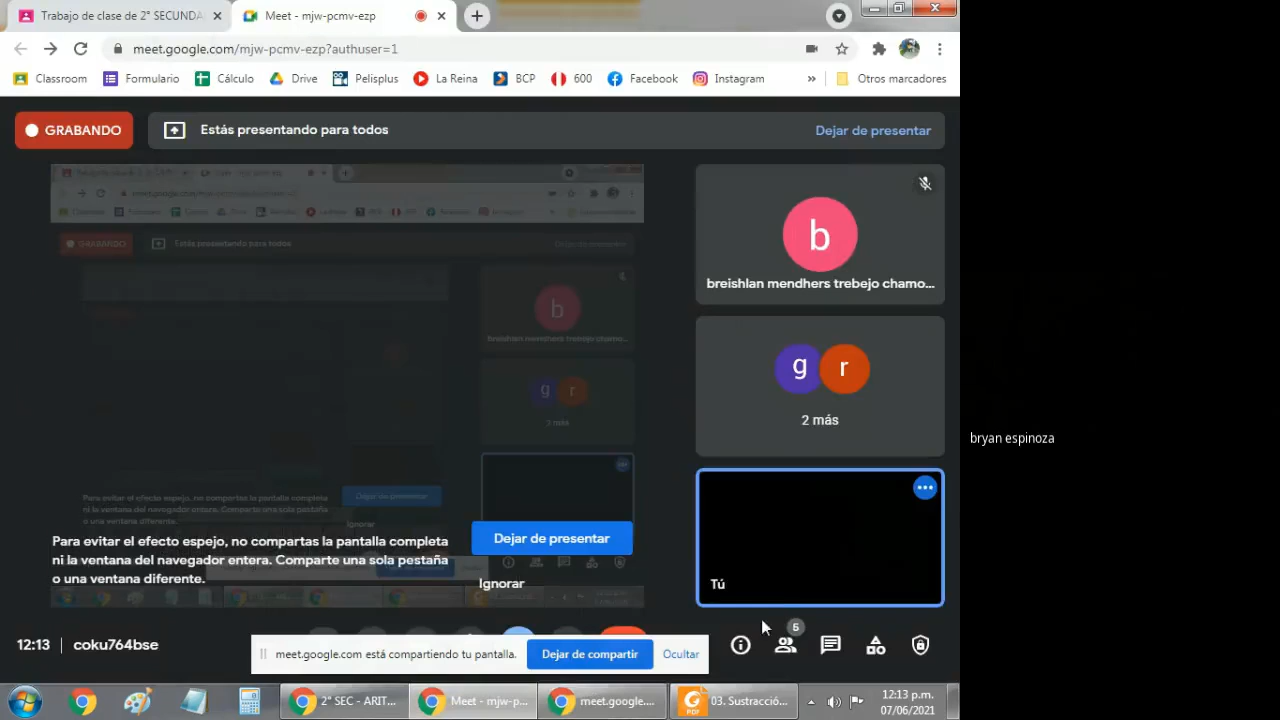 Trabajo de clase de 2° SECUNDA
Meet - mjw-pcmv-ezp
meet.google.com/mjw-pcmv-ezp?authuser=1
Classroom Formulario Cálculo Drive Pelisplus La Reina BCP 600 Facebook Instagram » Otros marcadores
GRABANDO
Estás presentando para todos
Dejar de presentar
b
breishlan mendhers trebejo chamo...
g r
2 más
Tú
Para evitar el efecto espejo, no compartas la pantalla completa
ni la ventana del navegador entera. Comparte una sola pestaña
o una ventana diferente.
Dejar de presentar
Ignorar
bryan espinoza
12:13 | coku764bse
meet.google.com está compartiendo tu pantalla.
Dejar de compartir
Ocultar
2° SEC - ARIT...
Meet - mjw-p...
meet.google....
03. Sustracció...
12:13 p.m.
07/06/2021